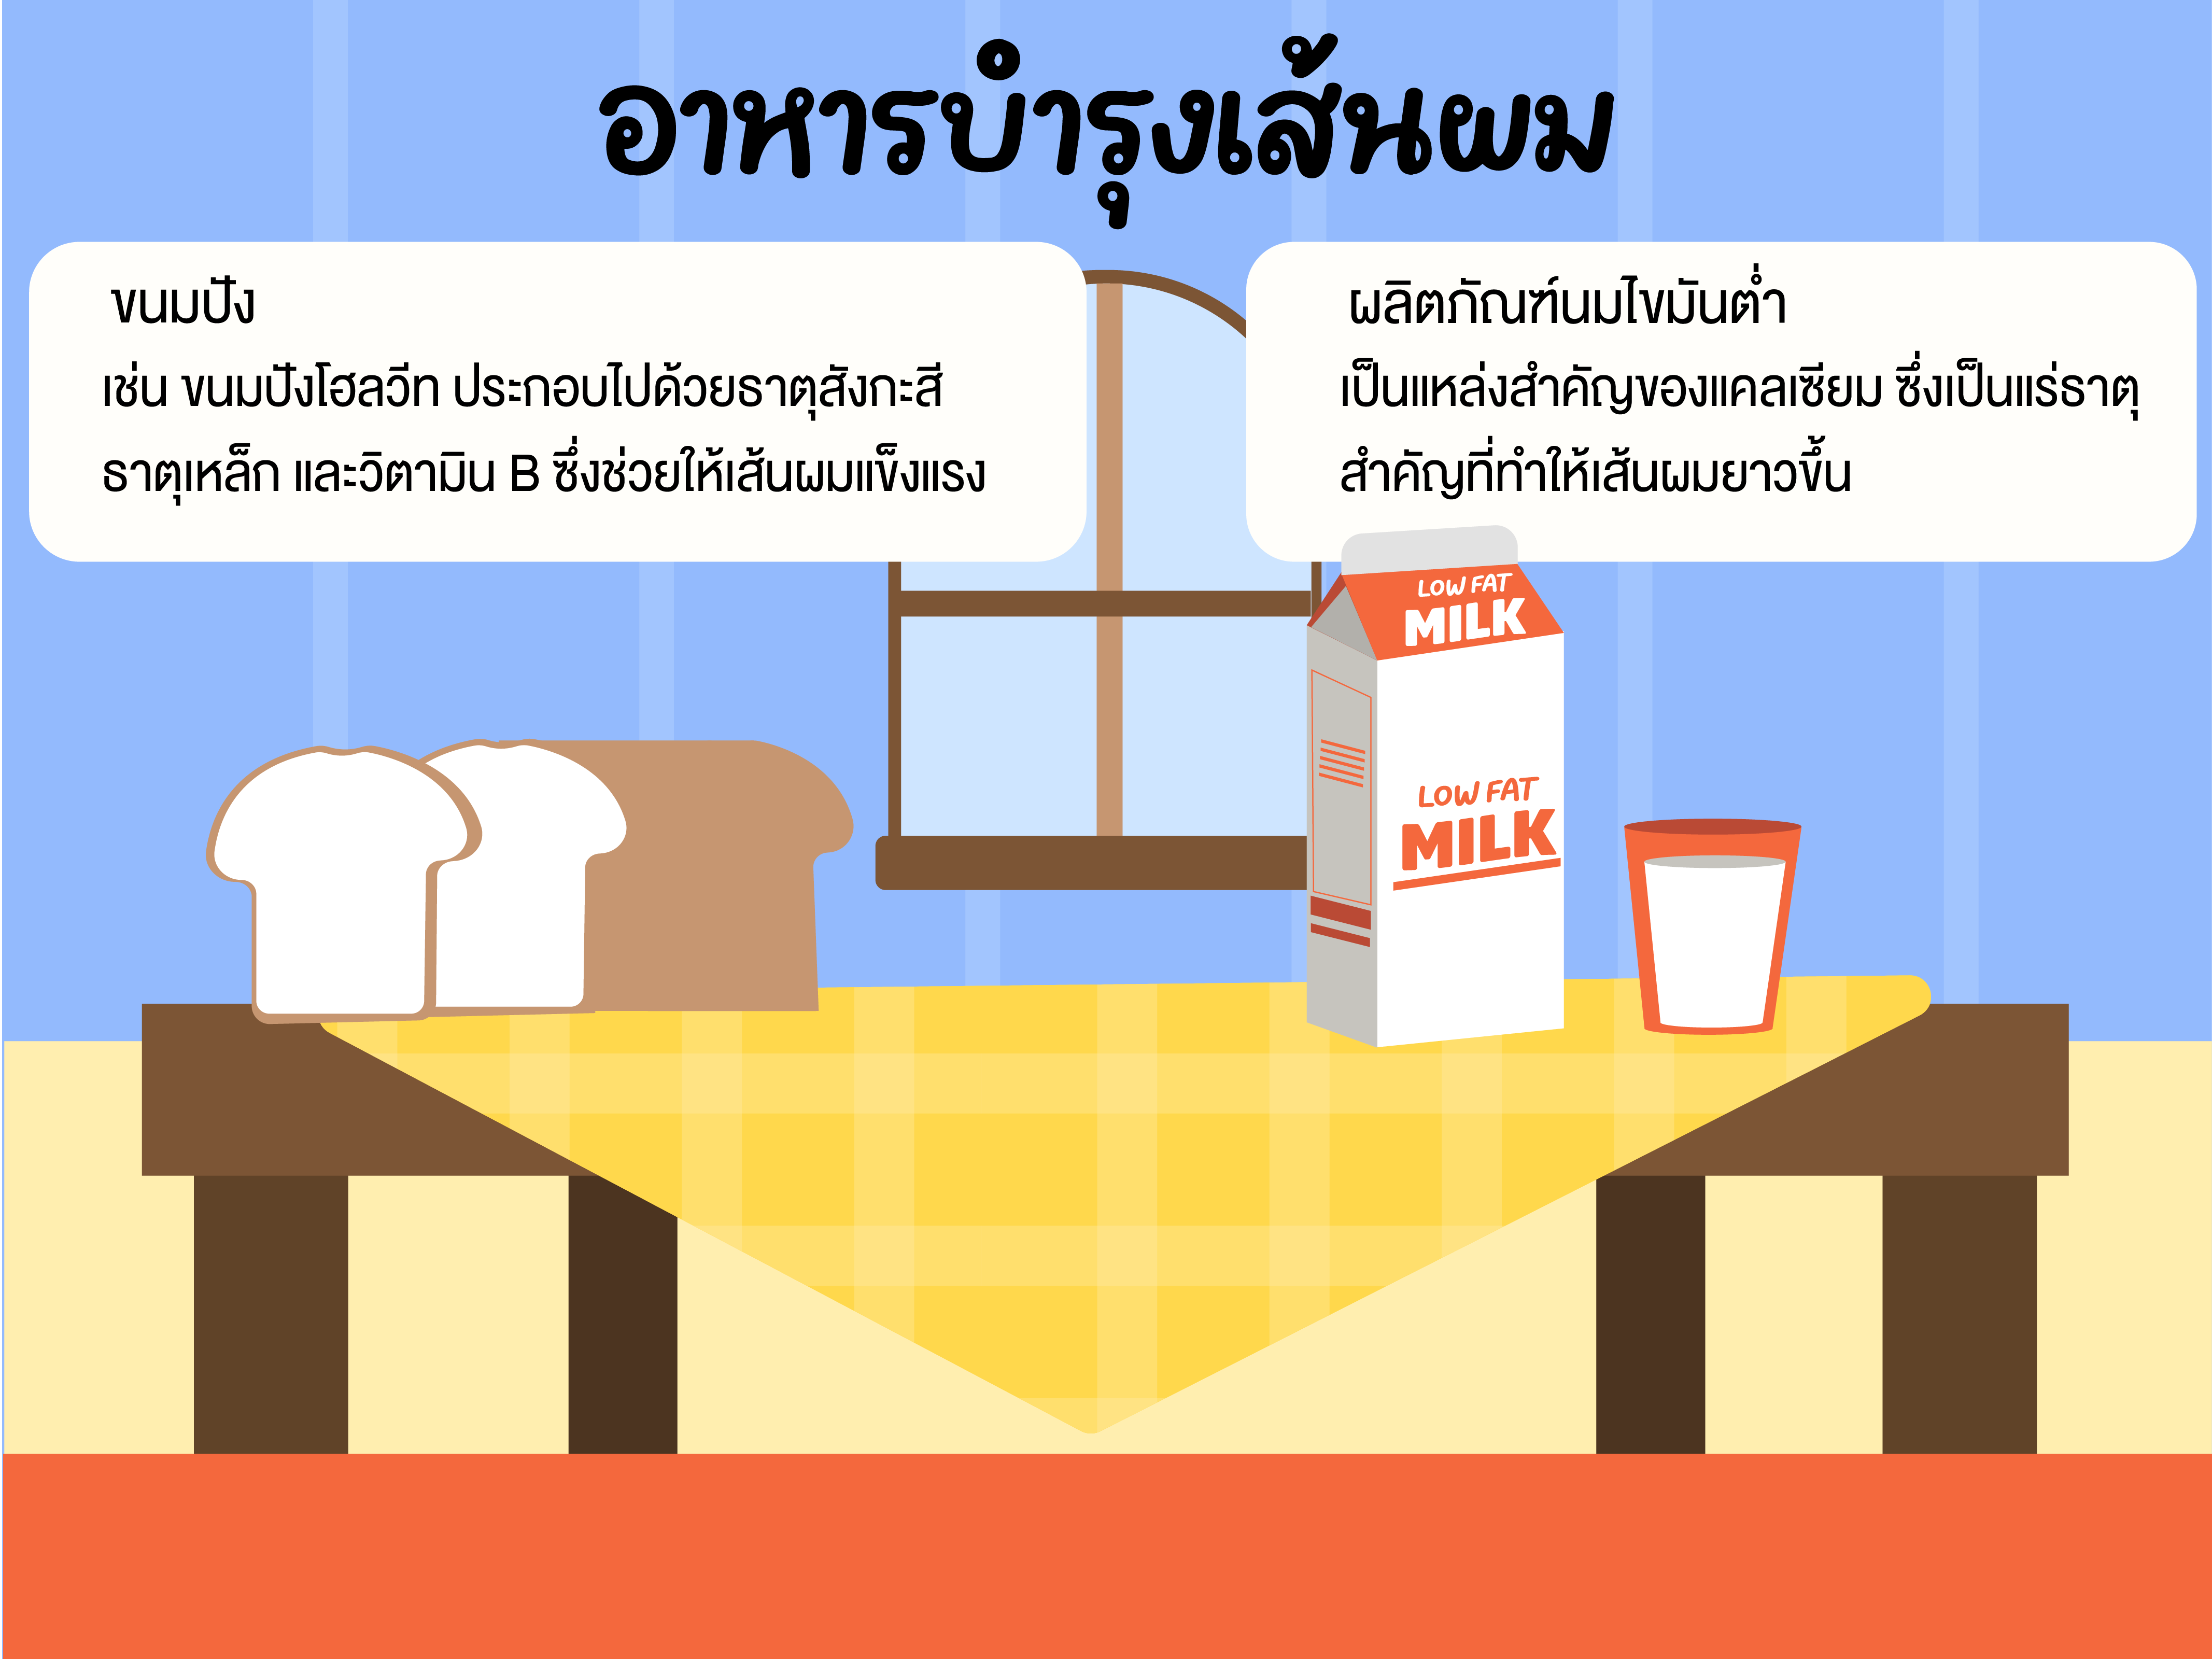 อาหารบำรุงเส้นผม
ขนมปัง
เช่น ขนมปังโฮลวีท ประกอบไปด้วยธาตุสังกะสี
ธาตุเหล็ก และวิตามิน B ซึ่งช่วยให้เส้นผมแข็งแรง
ผลิตภัณฑ์นมไขมันต่ำ
เป็นแหล่งสำคัญของแคลเซียม ซึ่งเป็นแร่ธาตุ
สำคัญที่ทำให้เส้นผมยาวขึ้น
LOW FAT
MILK
LOW FAT
MILK